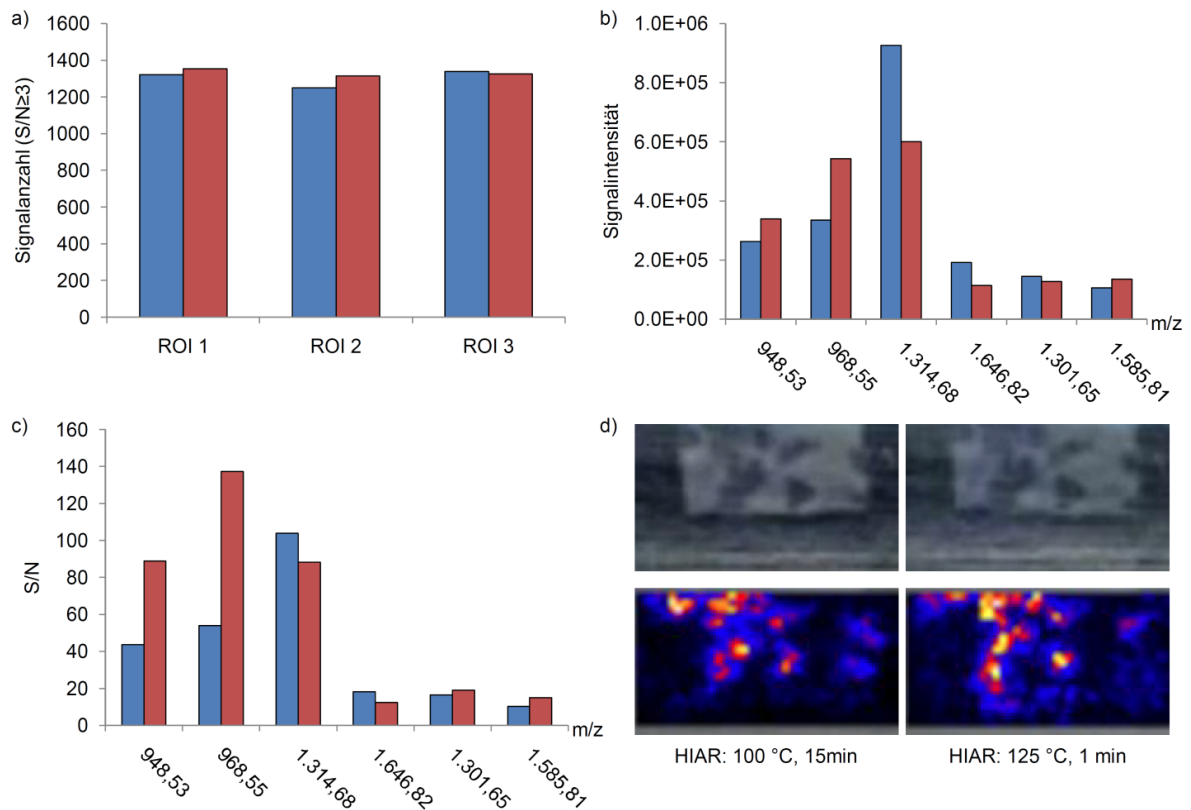 a)
1600
1400
1200
1000
800
600
400
200
0
Signalanzahl (S/N≥3)
ROI 1 ROI 2 ROI 3
b)
1.0E+06
8.0E+05
6.0E+05
4.0E+05
2.0E+05
0.0E+00
Signalintensität
m/z
948,53 968,55 1.314,68 1.646,82 1.301,65 1.585,81
c)
160
140
120
100
80
60
40
20
0
S/N
m/z
948,53 968,55 1.314,68 1.646,82 1.301,65 1.585,81
d)
HIAR: 100 °C, 15min HIAR: 125 °C, 1 min